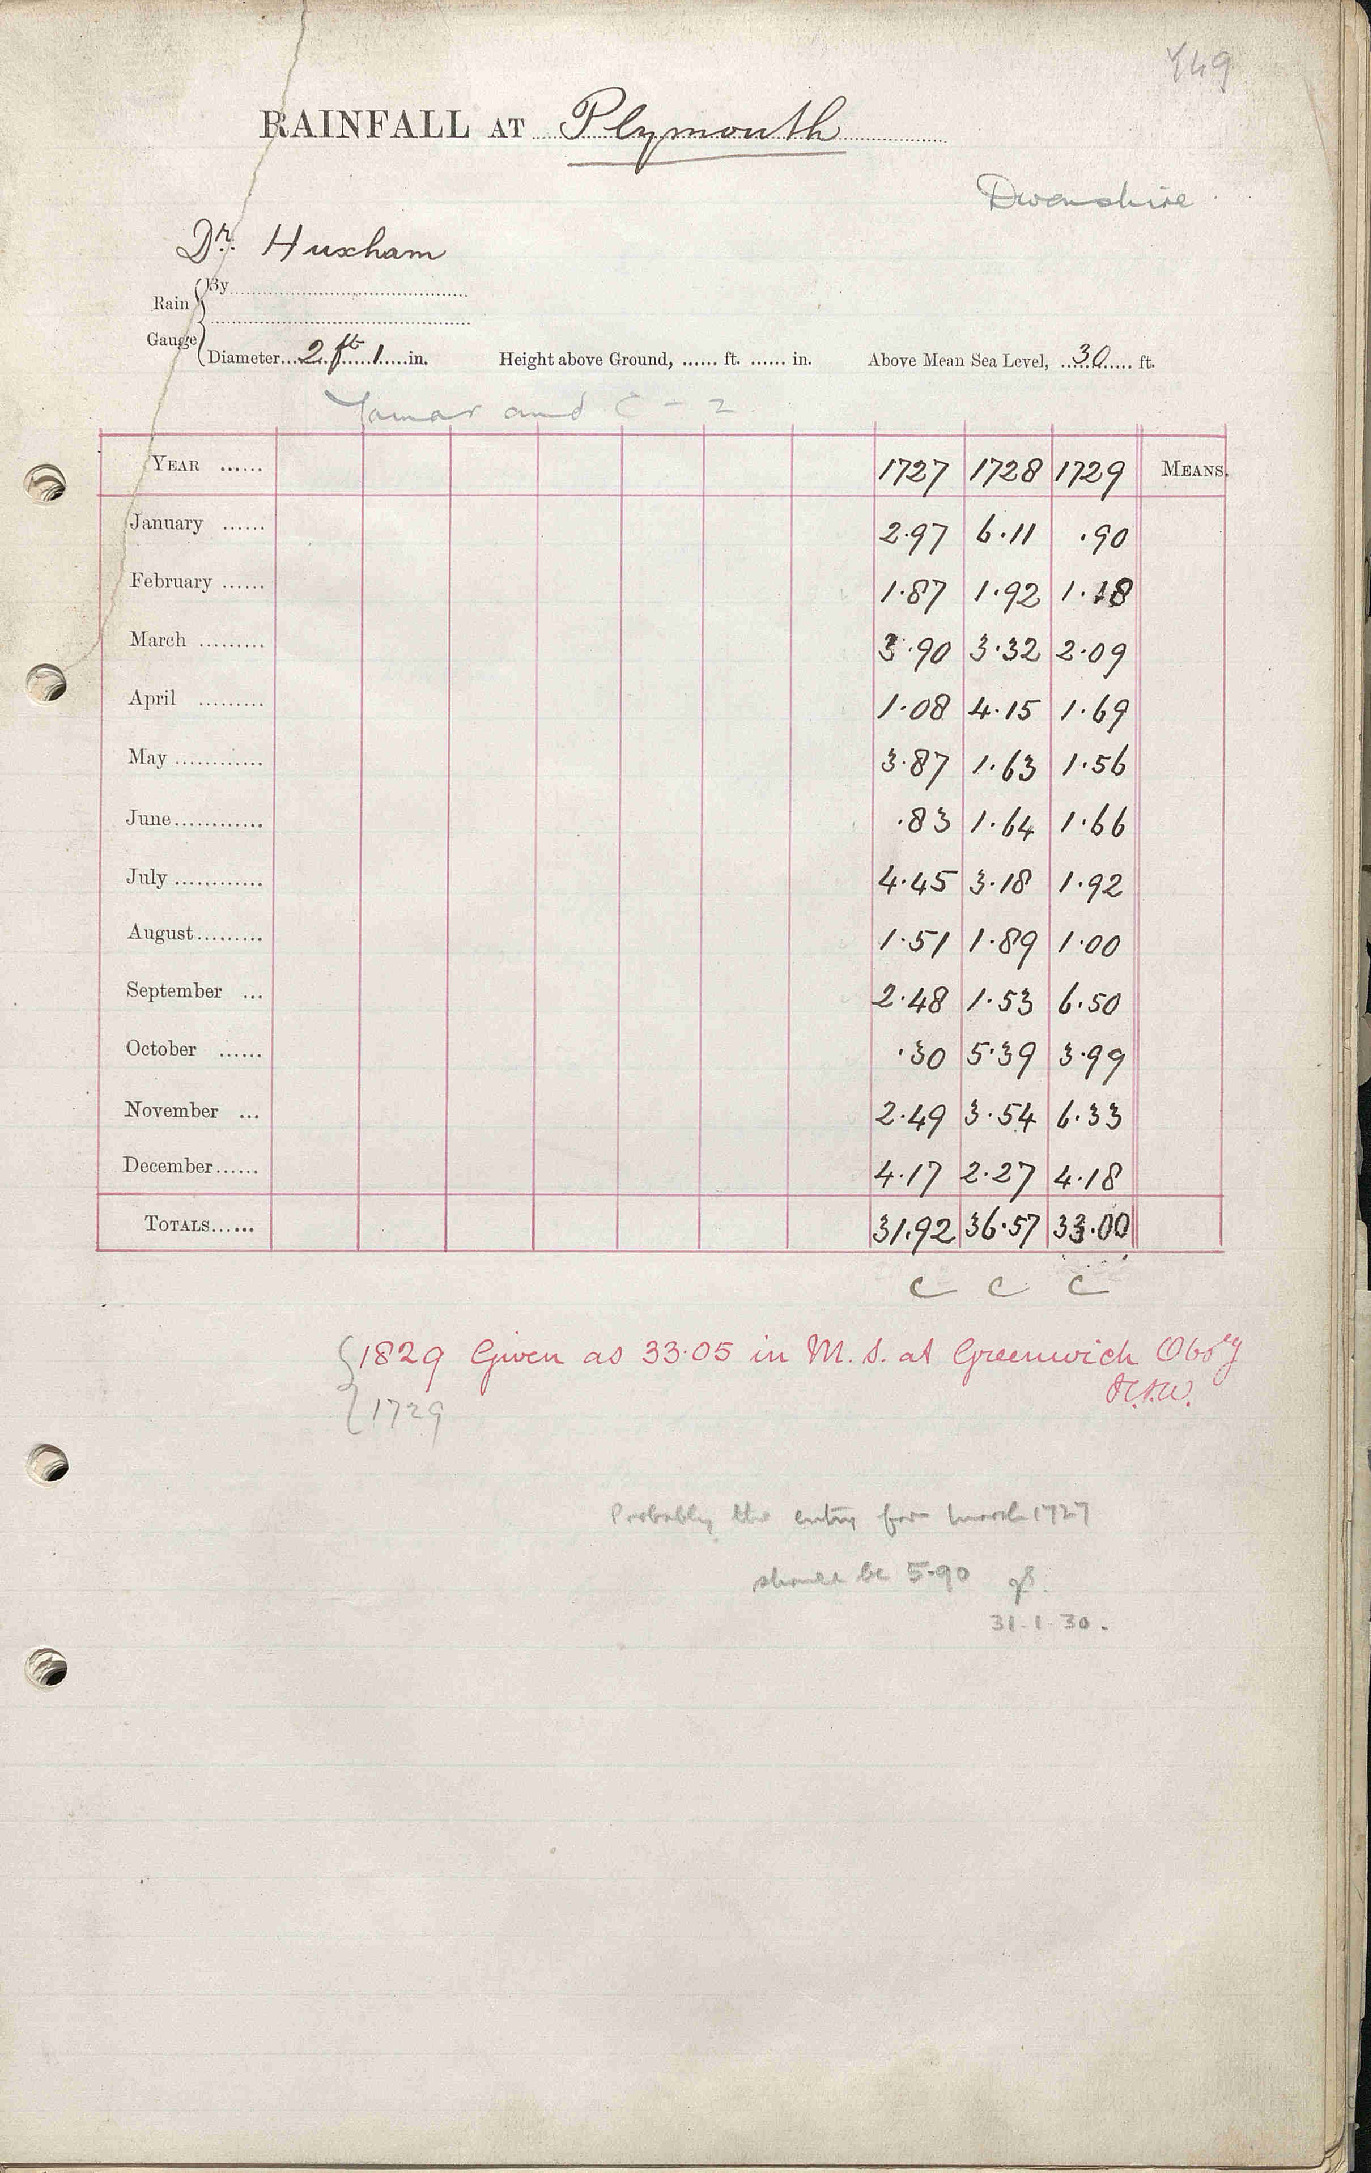 RAINFALL AT Plymouth
Devonshire
Dr. Huxham
Rain Gauge
By
Diameter...2 ft 1 in. Height above Ground, ...... ft. ...... in. Above Mean Sea Level, ...30... ft.
Tamar and C - 2
YEAR ...... 1727 1728 1729 MEANS.
January ...... 2.97 6.11 .90
February ...... 1.87 1.92 1.18
March ......... 3.90 3.32 2.09
April ......... 1.08 4.15 1.69
May ............ 3.87 1.63 1.56
June............ .83 1.64 1.66
July ............ 4.45 3.18 1.92
August......... 1.51 1.89 1.00
September ... 2.48 1.53 6.50
October ...... .30 5.39 3.99
November ... 2.49 3.54 6.33
December...... 4.17 2.27 4.18
TOTALS...... 31.92 36.57 33.00
C C C
1829 Given as 33.05 in M.S. at Greenwich Obsy
1729
Probably the entry for March 1727
should be 5.90
31.1.30.